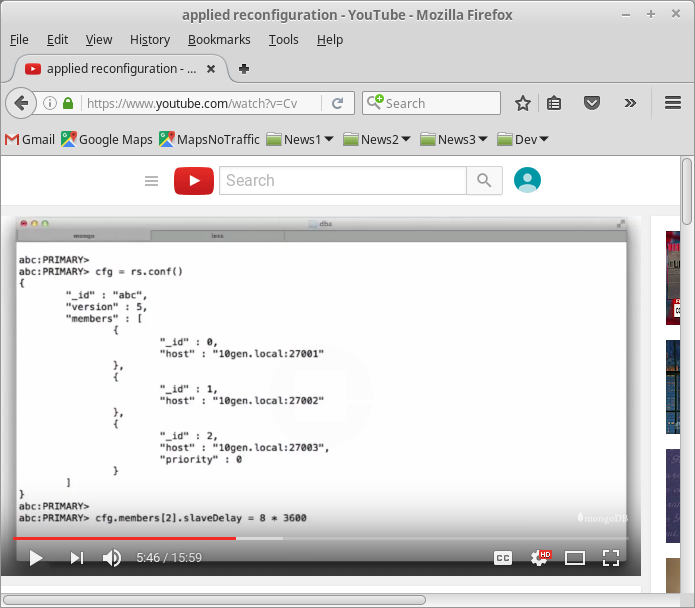 applied reconfiguration - YouTube - Mozilla Firefox
File Edit View History Bookmarks Tools Help
applied reconfiguration - ...
https://www.youtube.com/watch?v=Cv
Search
Gmail Google Maps MapsNoTraffic News1 News2 News3 Dev
Search
dba
mongo less
abc:PRIMARY>
abc:PRIMARY> cfg = rs.conf()
{
"_id" : "abc",
"version" : 5,
"members" : [
{
"_id" : 0,
"host" : "10gen.local:27001"
},
{
"_id" : 1,
"host" : "10gen.local:27002"
},
{
"_id" : 2,
"host" : "10gen.local:27003",
"priority" : 0
}
]
}
abc:PRIMARY>
abc:PRIMARY> cfg.members[2].slaveDelay = 8 * 3600
mongoDB
5:46 / 15:59
CC
HD